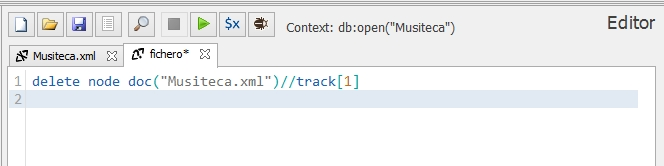 $x
Context: db:open("Musiteca")
Editor
Musiteca.xml
fichero*
1 delete node doc("Musiteca.xml")//track[1]
2